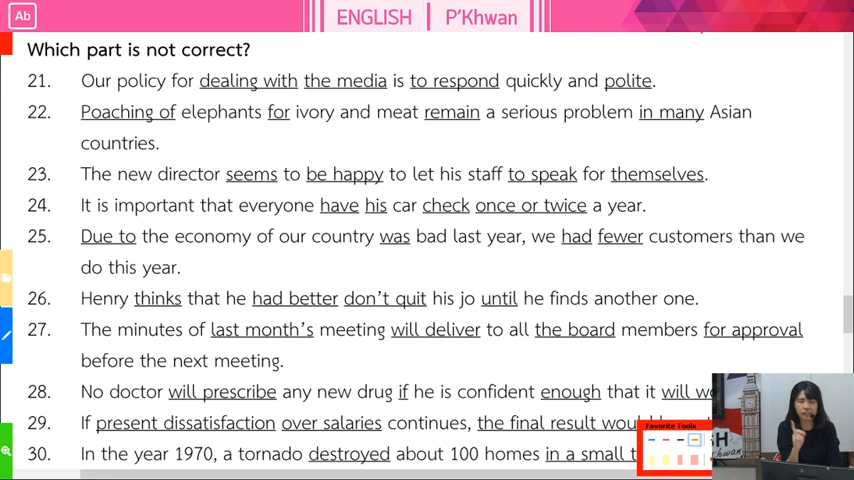 Ab
ENGLISH | P'Khwan
Which part is not correct?
21. Our policy for dealing with the media is to respond quickly and polite.
22. Poaching of elephants for ivory and meat remain a serious problem in many Asian
countries.
23. The new director seems to be happy to let his staff to speak for themselves.
24. It is important that everyone have his car check once or twice a year.
25. Due to the economy of our country was bad last year, we had fewer customers than we
do this year.
26. Henry thinks that he had better don't quit his jo until he finds another one.
27. The minutes of last month's meeting will deliver to all the board members for approval
before the next meeting.
28. No doctor will prescribe any new drug if he is confident enough that it will
29. If present dissatisfaction over salaries continues, the final result would
30. In the year 1970, a tornado destroyed about 100 homes in a small
Favorite Tools